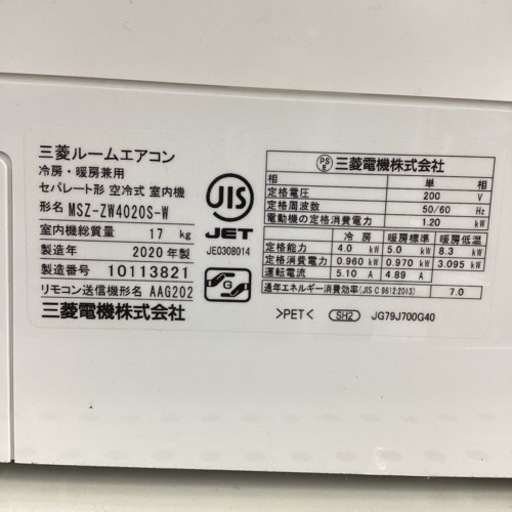 三菱ルームエアコン
冷房・暖房兼用
セパレート形 空冷式 室内機
形名 MSZ-ZW4020S-W
室内機総質量 17 kg
製造年 2020 年製
製造番号 10113821
リモコン送信機形名 AAG202
三菱電機株式会社
JIS
JET
JE0308014
G
PSE 三菱電機株式会社
相 単 相
定格電圧 200 V
定格周波数 50/60 Hz
電動機の定格消費電力 1.20 kW
冷 房 暖房標準 暖房低温
定格能力 4.0 kW 5.0 kW 8.3 kW
定格消費電力 0.960 kW 0.970 kW 3.095 kW
運転電流 5.10 A 4.89 A
通年エネルギー消費効率(JIS C 9612:2013) 7.0
>PET< SH2 JG79J700G40